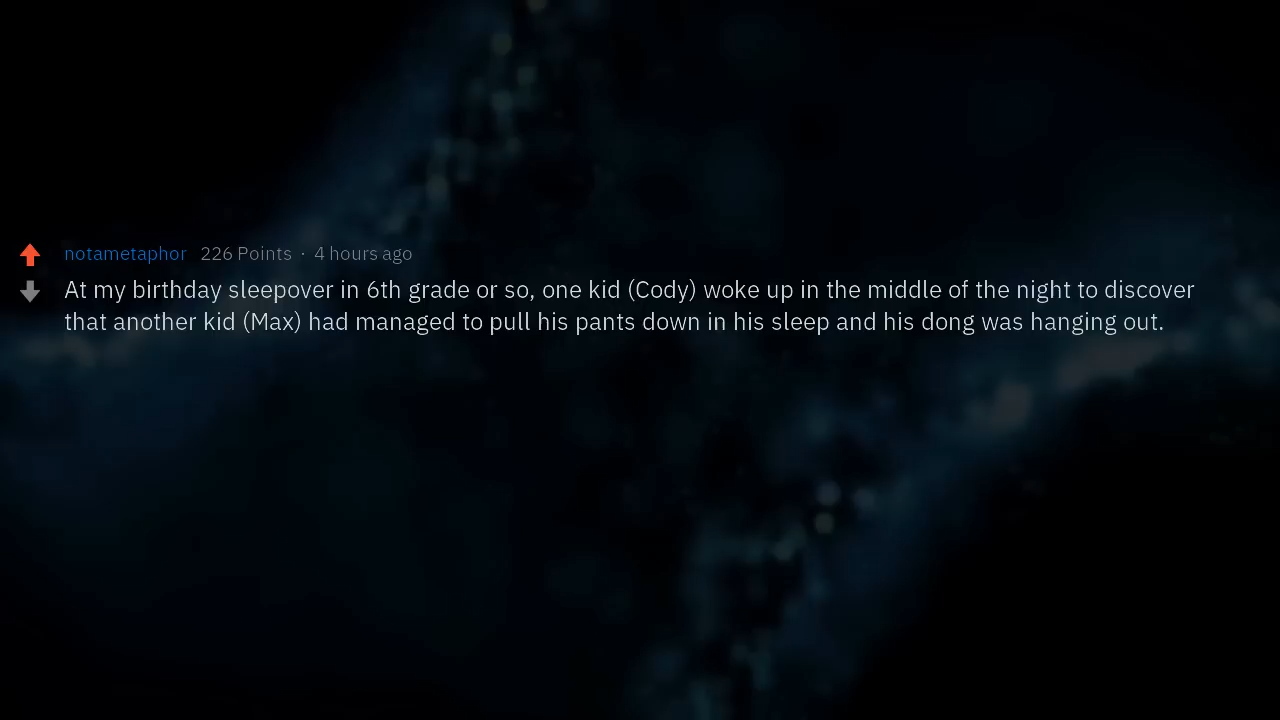 notametaphor 226 Points · 4 hours ago
At my birthday sleepover in 6th grade or so, one kid (Cody) woke up in the middle of the night to discover
that another kid (Max) had managed to pull his pants down in his sleep and his dong was hanging out.